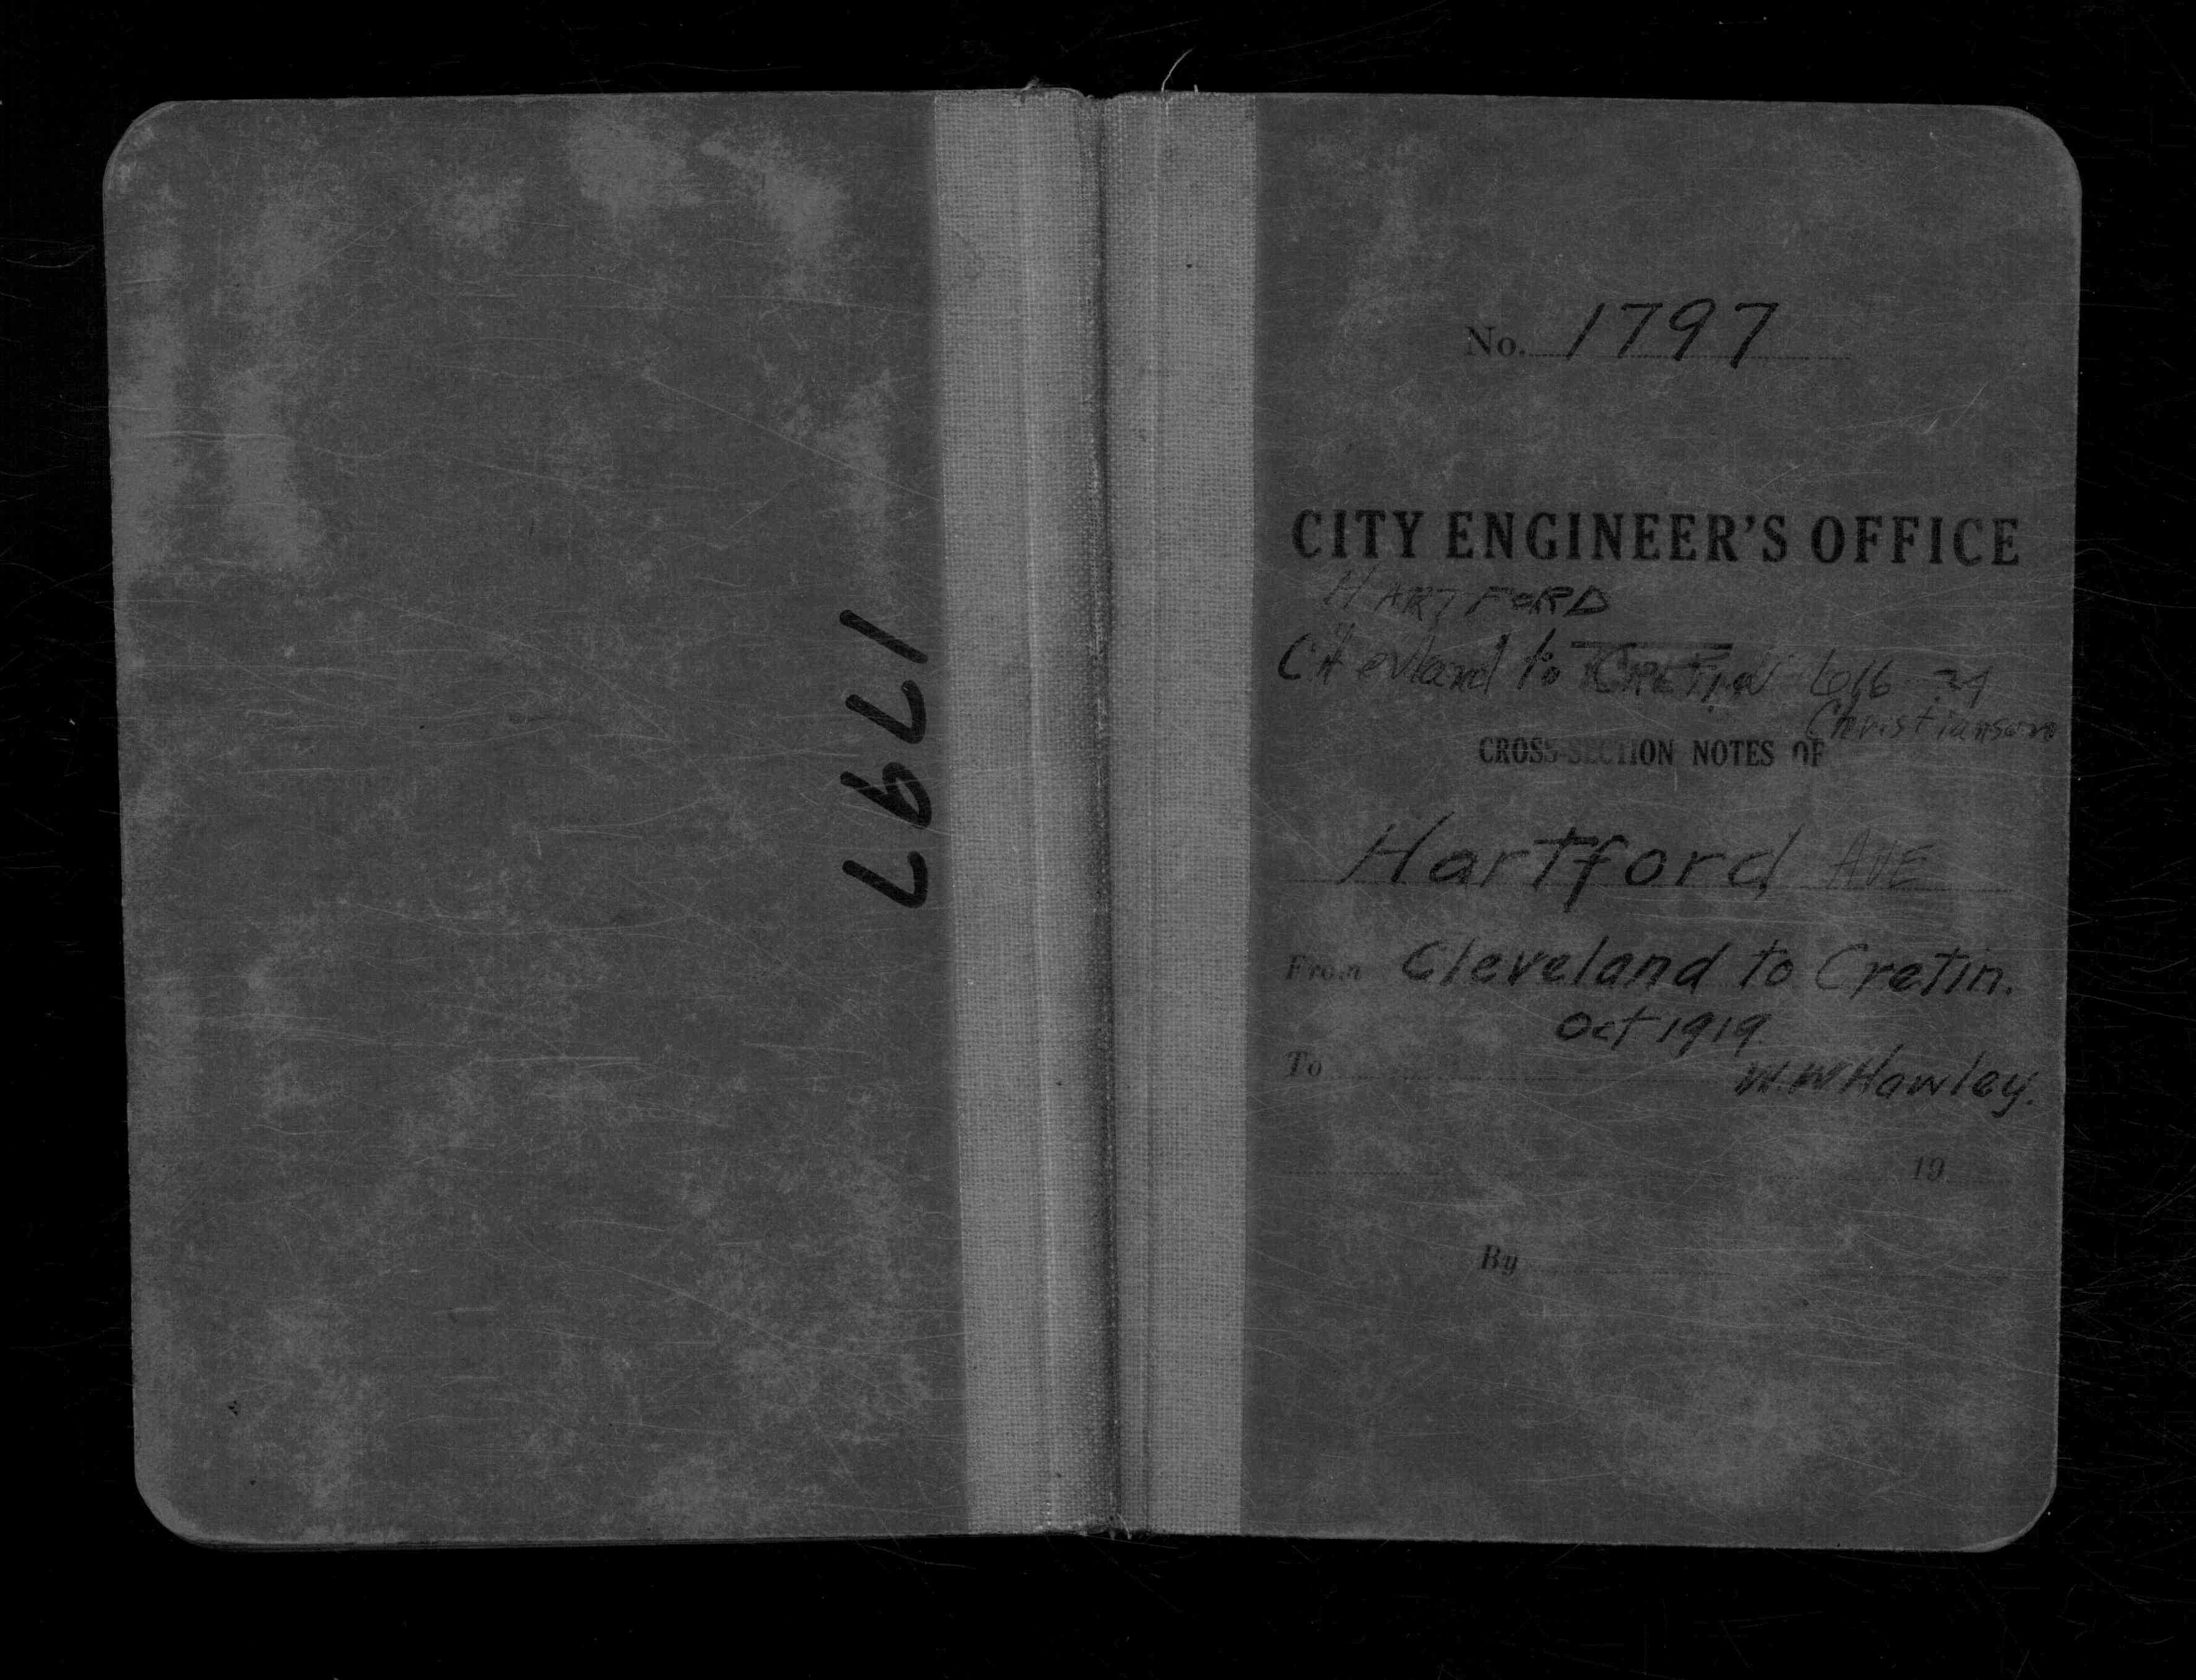 1797
No. 1797
CITY ENGINEER'S OFFICE
HARTFORD
Clevland to CRETIN
Christianson
CROSS-SECTION NOTES OF
Hartford AVE
From Cleveland to Cretin.
Oct 1919.
To W.W Hawley.
19
By